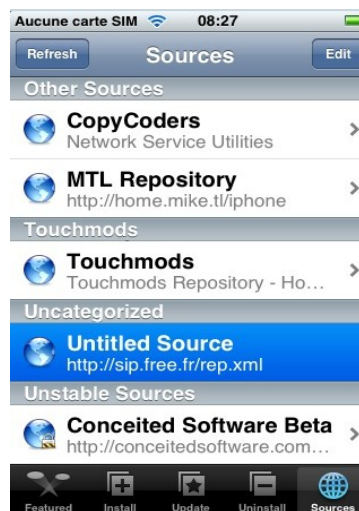 Aucune carte SIM 08:27
Refresh Sources Edit
Other Sources
CopyCoders
Network Service Utilities
MTL Repository
http://home.mike.tl/iphone
Touchmods
Touchmods
Touchmods Repository - Ho...
Uncategorized
Untitled Source
http://sip.free.fr/rep.xml
Unstable Sources
Conceited Software Beta
http://conceitedsoftware.com...
Featured Install Update Uninstall Sources